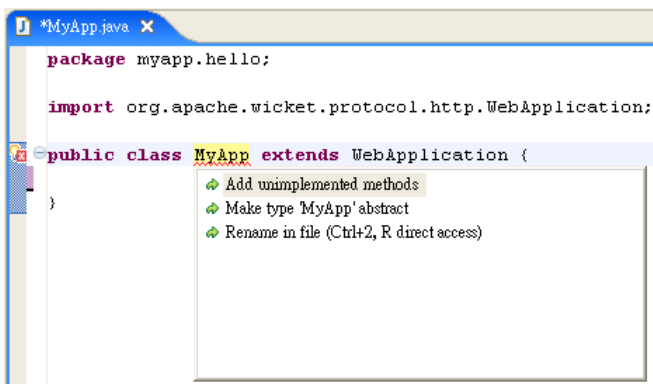 *MyApp.java
package myapp.hello;
import org.apache.wicket.protocol.http.WebApplication;
public class MyApp extends WebApplication {
Add unimplemented methods
Make type 'MyApp' abstract
Rename in file (Ctrl+2, R direct access)
}